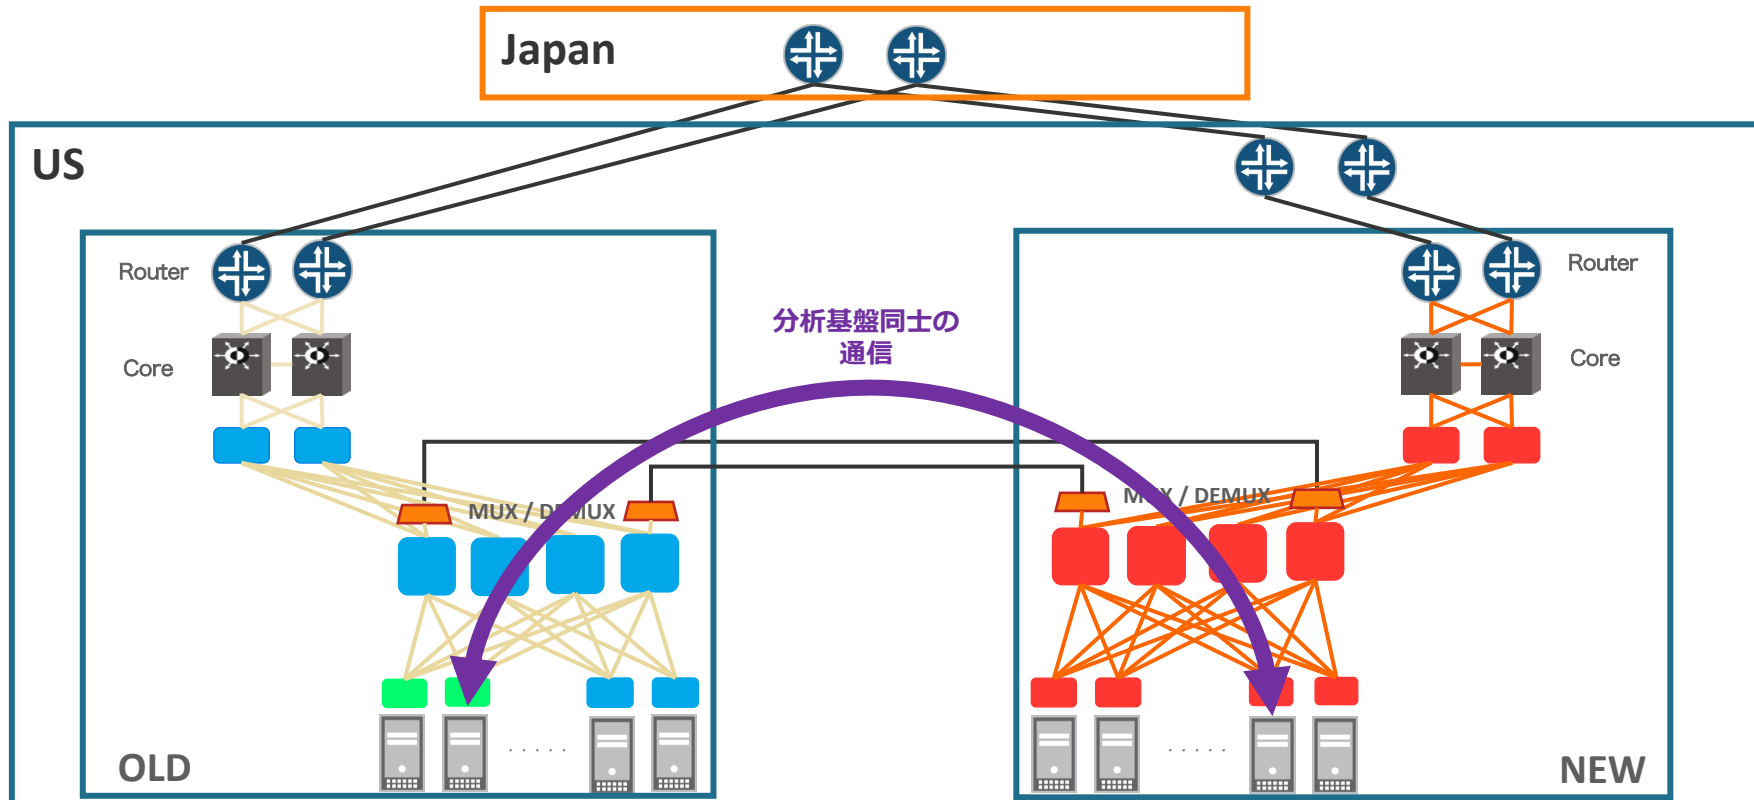 Japan
US
Router
Router
分析基盤同士の
通信
Core
Core
MUX / DEMUX
MUX / DEMUX
. . . . .
. . . . .
OLD
NEW